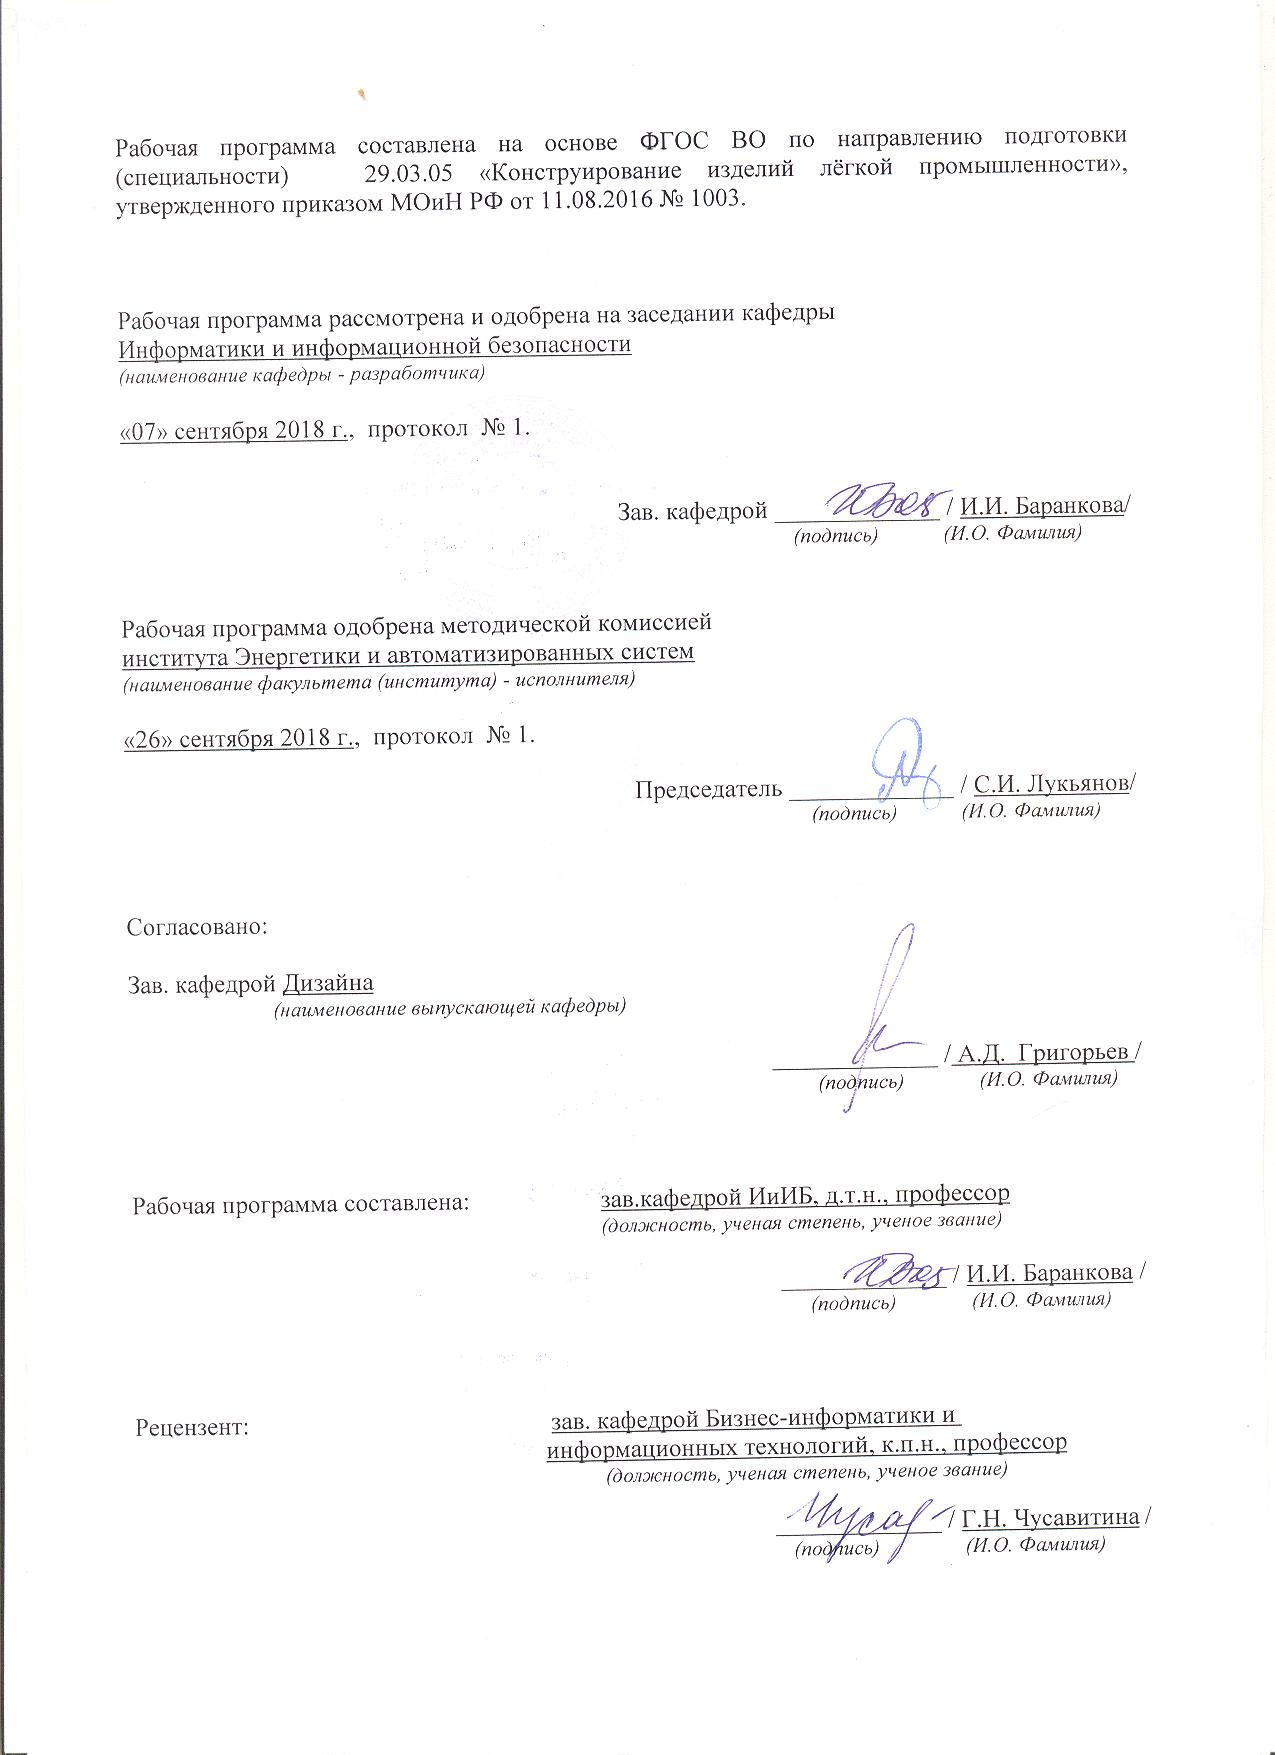 Рабочая программа составлена на основе ФГОС ВО по направлению подготовки
(специальности) 29.03.05 «Конструирование изделий лёгкой промышленности»,
утвержденного приказом МОиН РФ от 11.08.2016 № 1003.
Рабочая программа рассмотрена и одобрена на заседании кафедры
Информатики и информационной безопасности
(наименование кафедры - разработчика)
«07» сентября 2018 г., протокол № 1.
Зав. кафедрой / И.И. Баранкова/
(подпись) (И.О. Фамилия)
Рабочая программа одобрена методической комиссией
института Энергетики и автоматизированных систем
(наименование факультета (института) - исполнителя)
«26» сентября 2018 г., протокол № 1.
Председатель / С.И. Лукьянов/
(подпись) (И.О. Фамилия)
Согласовано:
Зав. кафедрой Дизайна
(наименование выпускающей кафедры)
/ А.Д. Григорьев /
(подпись) (И.О. Фамилия)
Рабочая программа составлена: зав.кафедрой ИиИБ, д.т.н., профессор
(должность, ученая степень, ученое звание)
/ И.И. Баранкова /
(подпись) (И.О. Фамилия)
Рецензент: зав. кафедрой Бизнес-информатики и
информационных технологий, к.п.н., профессор
(должность, ученая степень, ученое звание)
/ Г.Н. Чусавитина /
(подпись) (И.О. Фамилия)